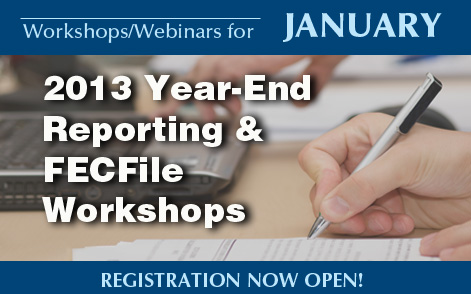 Workshops/Webinars for JANUARY
2013 Year-End
Reporting &
FECFile
Workshops
REGISTRATION NOW OPEN!